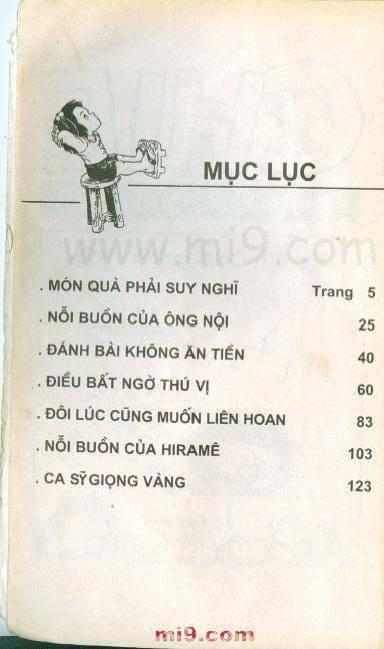 MỤC LỤC
www.mi9.com
. MÓN QUÀ PHẢI SUY NGHĨ Trang 5
. NỖI BUỒN CỦA ÔNG NỘI 25
. ĐÁNH BÀI KHÔNG ĂN TIỀN 40
. ĐIỀU BẤT NGỜ THÚ VỊ 60
. ĐÔI LÚC CŨNG MUỐN LIÊN HOAN 83
. NỖI BUỒN CỦA HIRAMÊ 103
. CA SỸ GIỌNG VÀNG 123
mi9.com